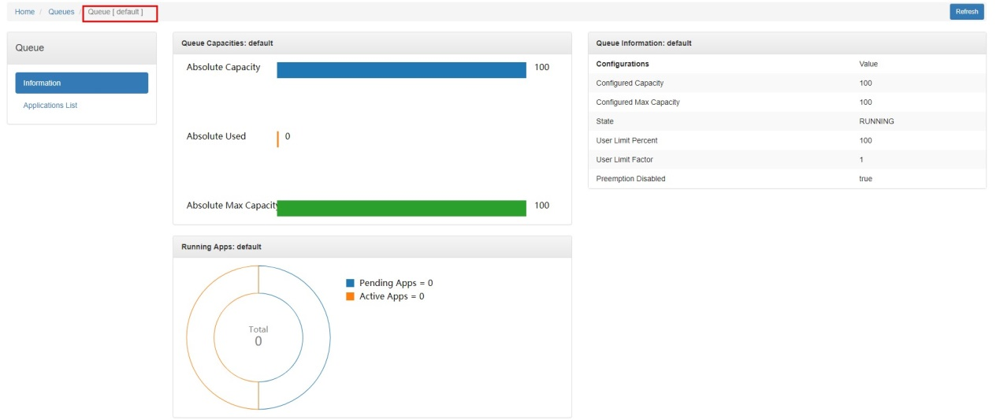 Home / Queues / Queue [ default ]
Refresh
Queue
Information
Applications List
Queue Capacities: default
Absolute Capacity 100
Absolute Used 0
Absolute Max Capacity 100
Running Apps: default
Total
0
Pending Apps = 0
Active Apps = 0
Queue Information: default
Configurations Value
Configured Capacity 100
Configured Max Capacity 100
State RUNNING
User Limit Percent 100
User Limit Factor 1
Preemption Disabled true